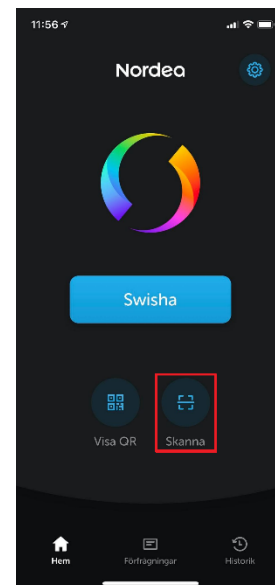 11:56
Nordea
Swisha
Visa QR
Skanna
Hem
Förfrågningar
Historik